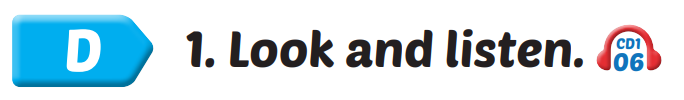 D 1. Look and listen. CD1
06